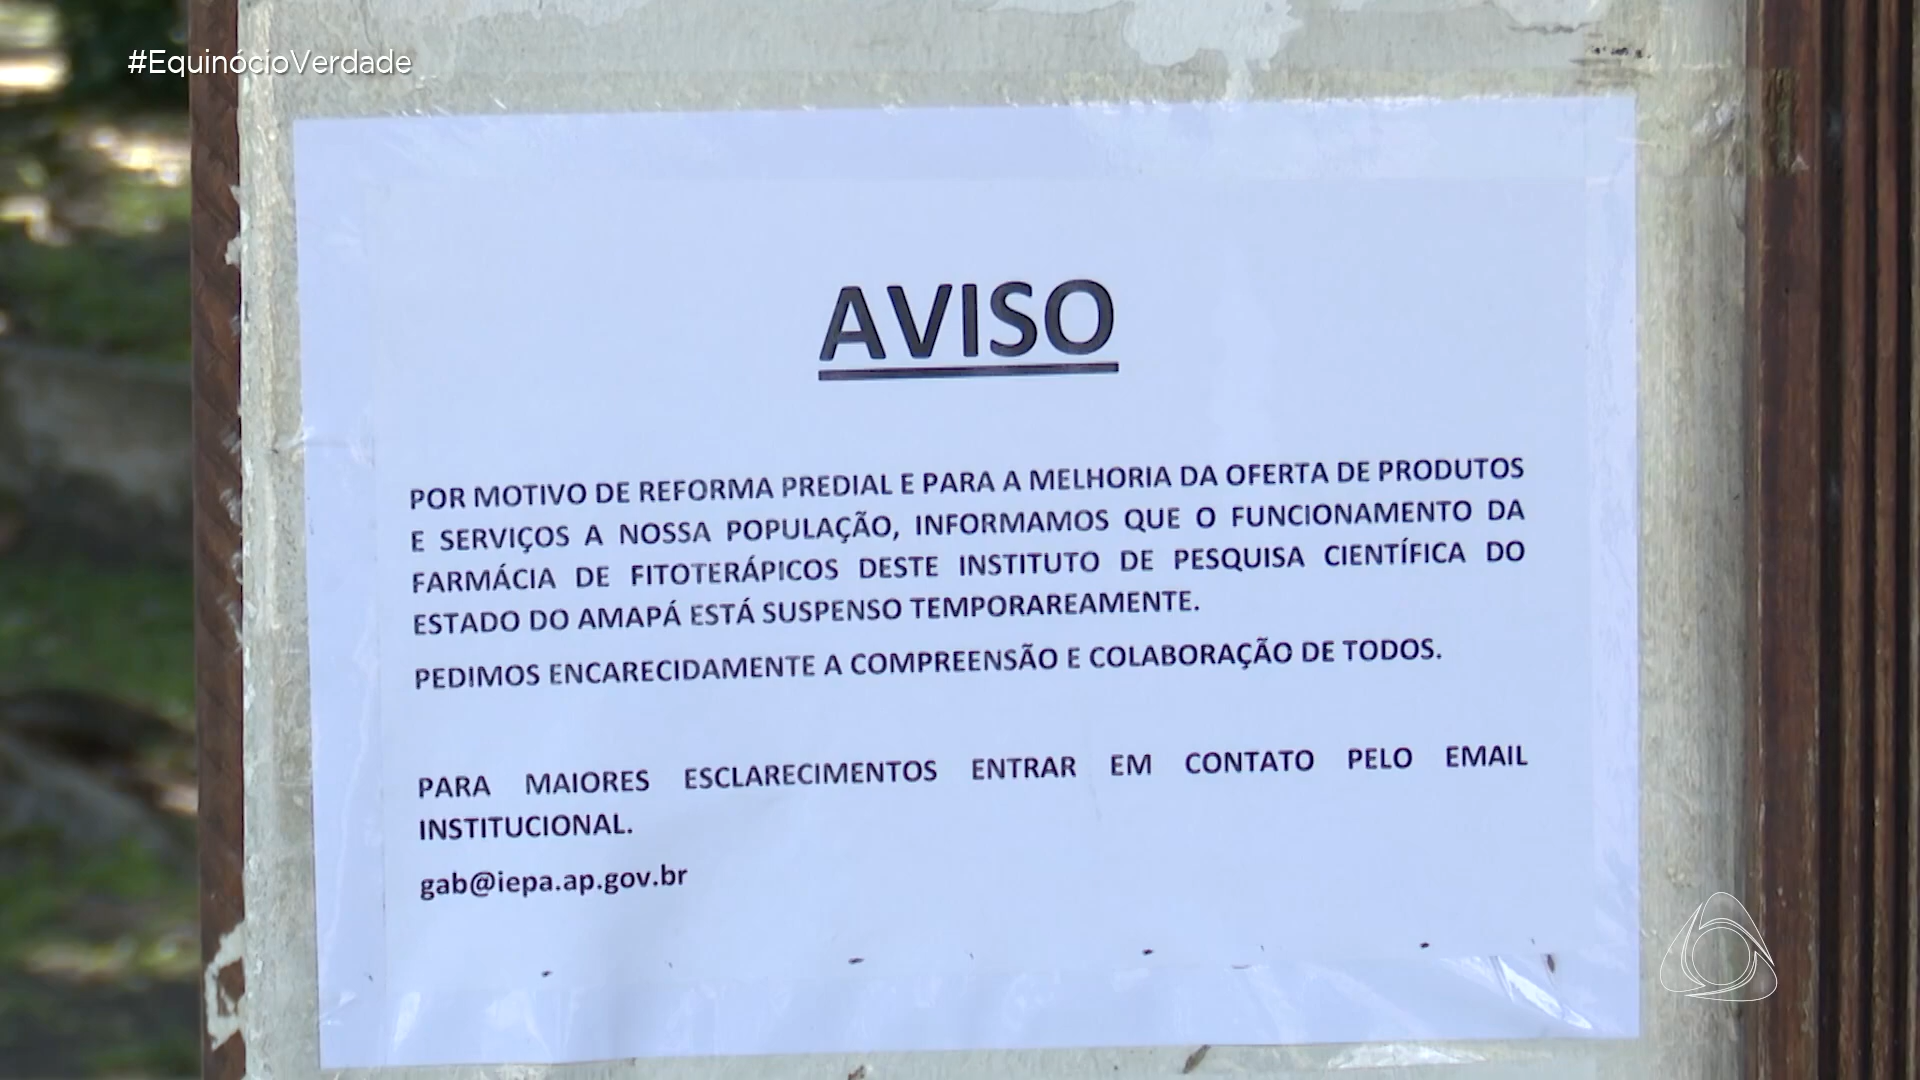 #EquinócioVerdade
AVISO
POR MOTIVO DE REFORMA PREDIAL E PARA A MELHORIA DA OFERTA DE PRODUTOS
E SERVIÇOS A NOSSA POPULAÇÃO, INFORMAMOS QUE O FUNCIONAMENTO DA
FARMÁCIA DE FITOTERÁPICOS DESTE INSTITUTO DE PESQUISA CIENTÍFICA DO
ESTADO DO AMAPÁ ESTÁ SUSPENSO TEMPORAREAMENTE.
PEDIMOS ENCARECIDAMENTE A COMPREENSÃO E COLABORAÇÃO DE TODOS.
PARA MAIORES ESCLARECIMENTOS ENTRAR EM CONTATO PELO EMAIL
INSTITUCIONAL.
gab@iepa.ap.gov.br